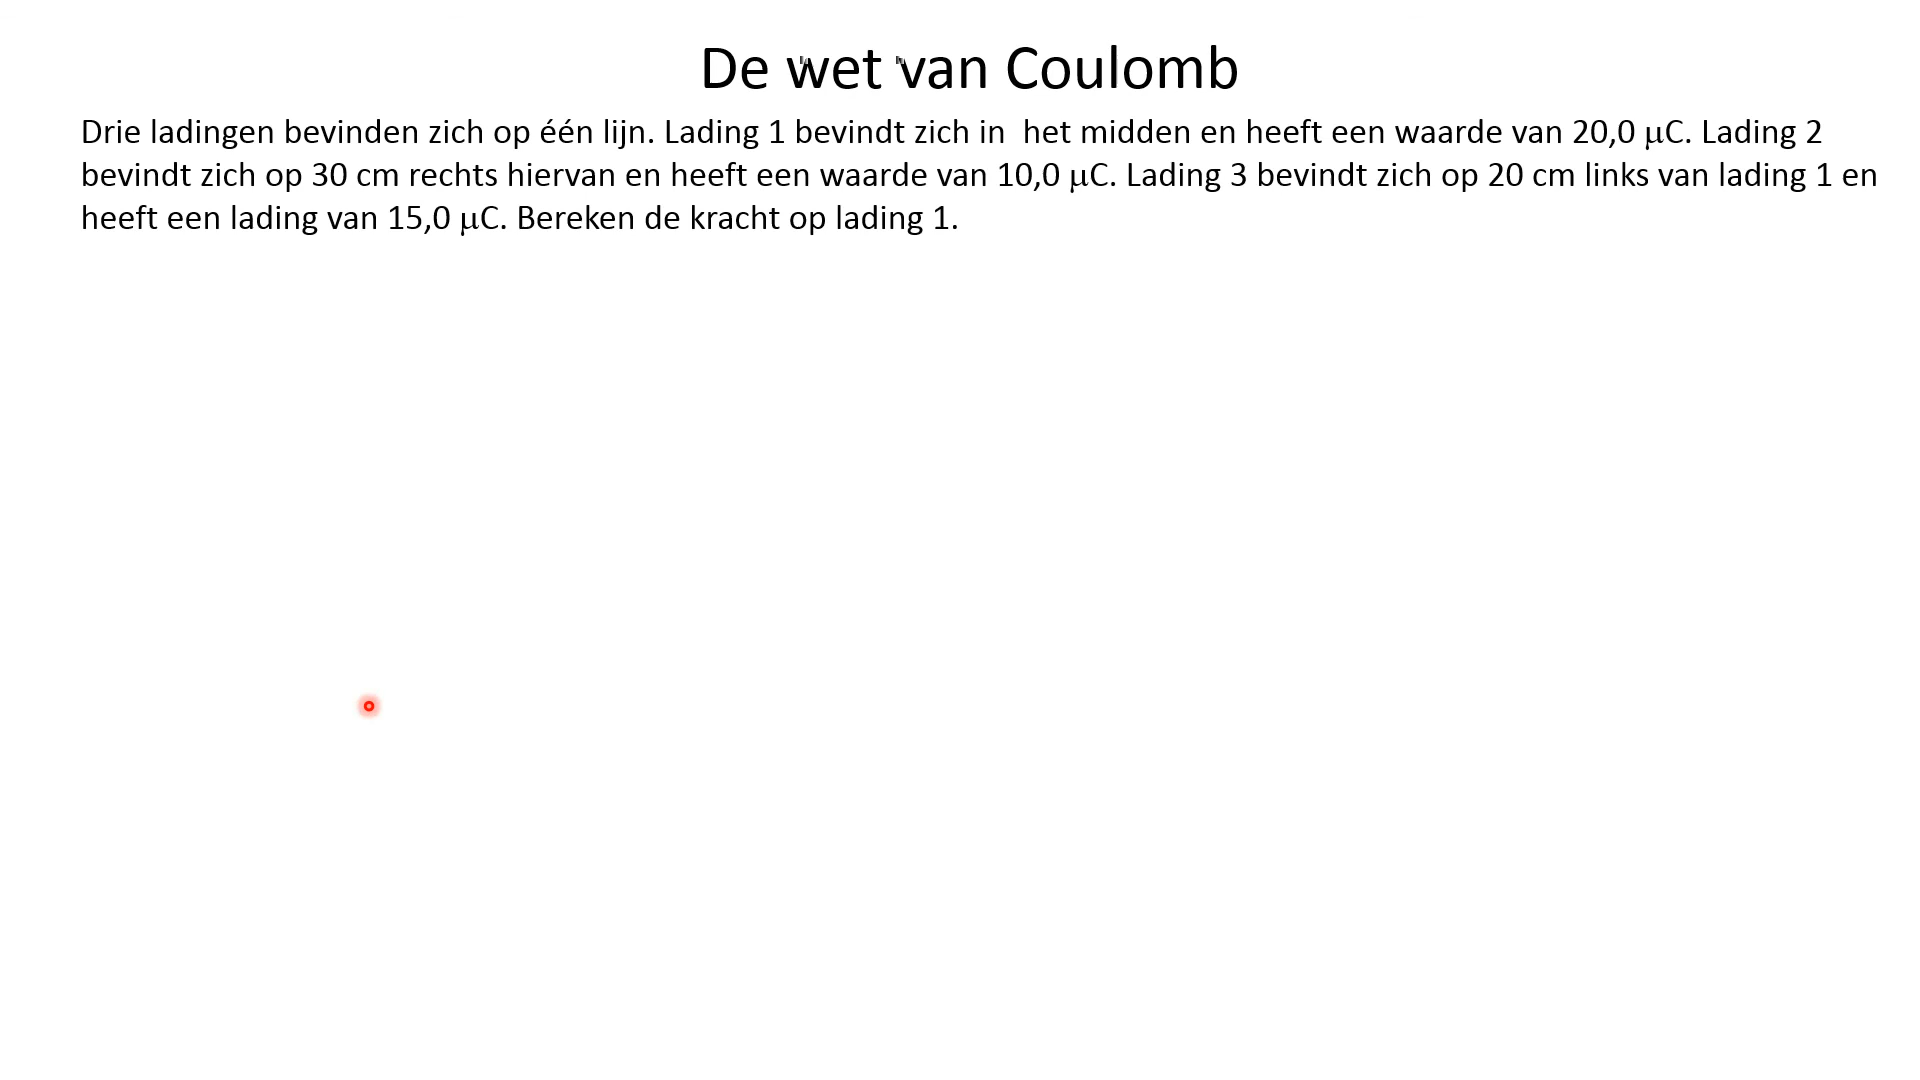 De wet van Coulomb
Drie ladingen bevinden zich op één lijn. Lading 1 bevindt zich in  het midden en heeft een waarde van 20,0 μC. Lading 2
bevindt zich op 30 cm rechts hiervan en heeft een waarde van 10,0 μC. Lading 3 bevindt zich op 20 cm links van lading 1 en
heeft een lading van 15,0 μC. Bereken de kracht op lading 1.